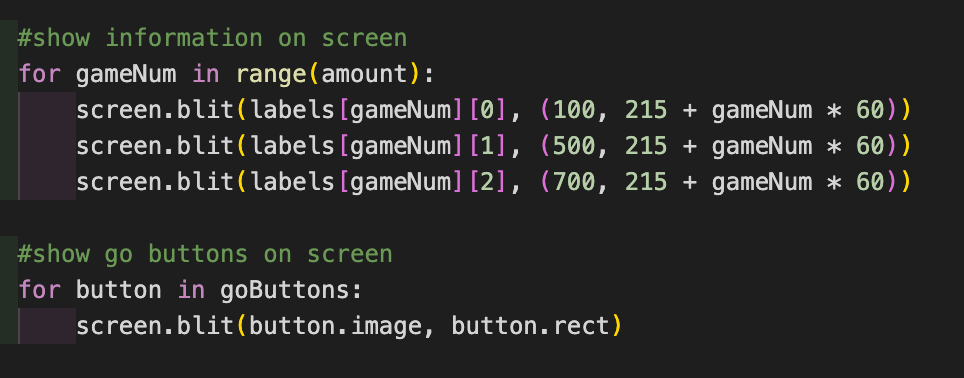 #show information on screen
for gameNum in range(amount):
    screen.blit(labels[gameNum][0], (100, 215 + gameNum * 60))
    screen.blit(labels[gameNum][1], (500, 215 + gameNum * 60))
    screen.blit(labels[gameNum][2], (700, 215 + gameNum * 60))

#show go buttons on screen
for button in goButtons:
    screen.blit(button.image, button.rect)